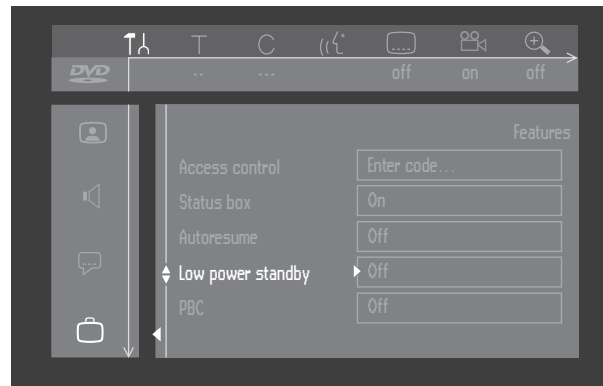 T C
DVD .. ... off on off
Features
Access control Enter code...
Status box On
Autoresume Off
Low power standby Off
PBC Off